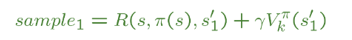 sample₁ = R(s, π(s), s′₁) + γV^π_k(s′₁)